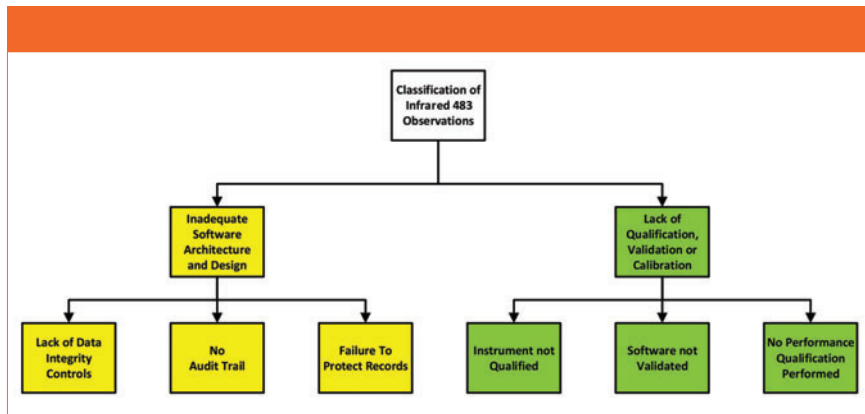 Classification of
Infrared 483
Observations
Inadequate
Software
Architecture
and Design
Lack of
Qualification,
Validation or
Calibration
Lack of Data
Integrity
Controls
No
Audit Trail
Failure To
Protect Records
Instrument not
Qualified
Software not
Validated
No Performance
Qualification
Performed